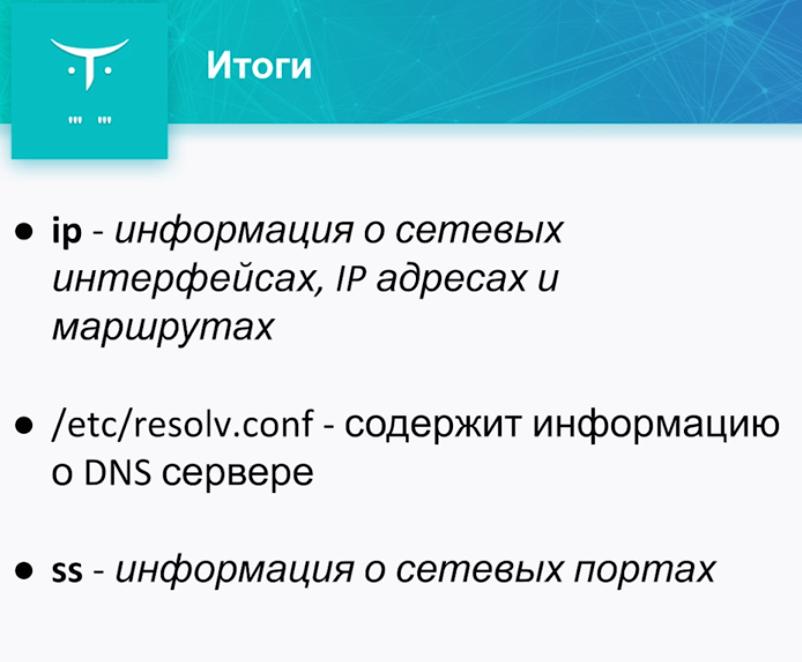 Итоги
● ip - информация о сетевых
интерфейсах, IP адресах и
маршрутах
● /etc/resolv.conf - содержит информацию
о DNS сервере
● ss - информация о сетевых портах